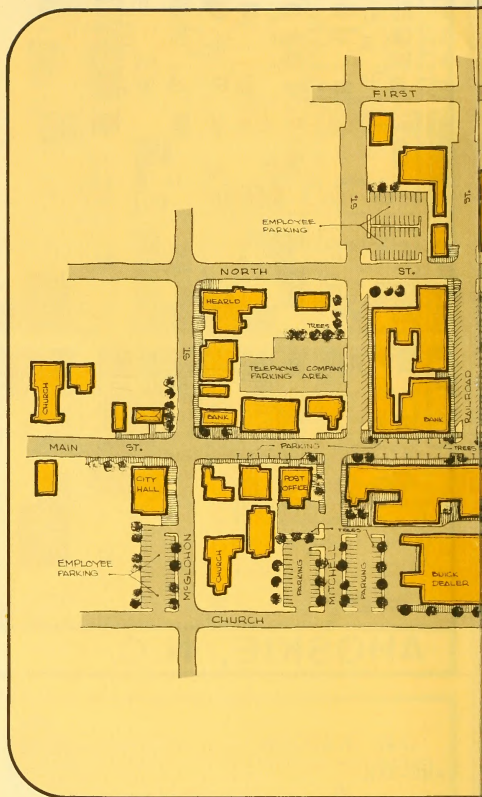 FIRST
ST.
ST.
EMPLOYEE
PARKING
NORTH
ST.
HEARLD
TREES
ST.
TELEPHONE COMPANY
PARKING AREA
CHURCH
BANK
BANK
RAILROAD
MAIN ST.
PARKING
TREES
CITY
HALL
POST
OFFICE
TREES
EMPLOYEE
PARKING
McGLOHON
CHURCH
PARKING
MITCHELL
PARKING
BUICK
DEALER
CHURCH